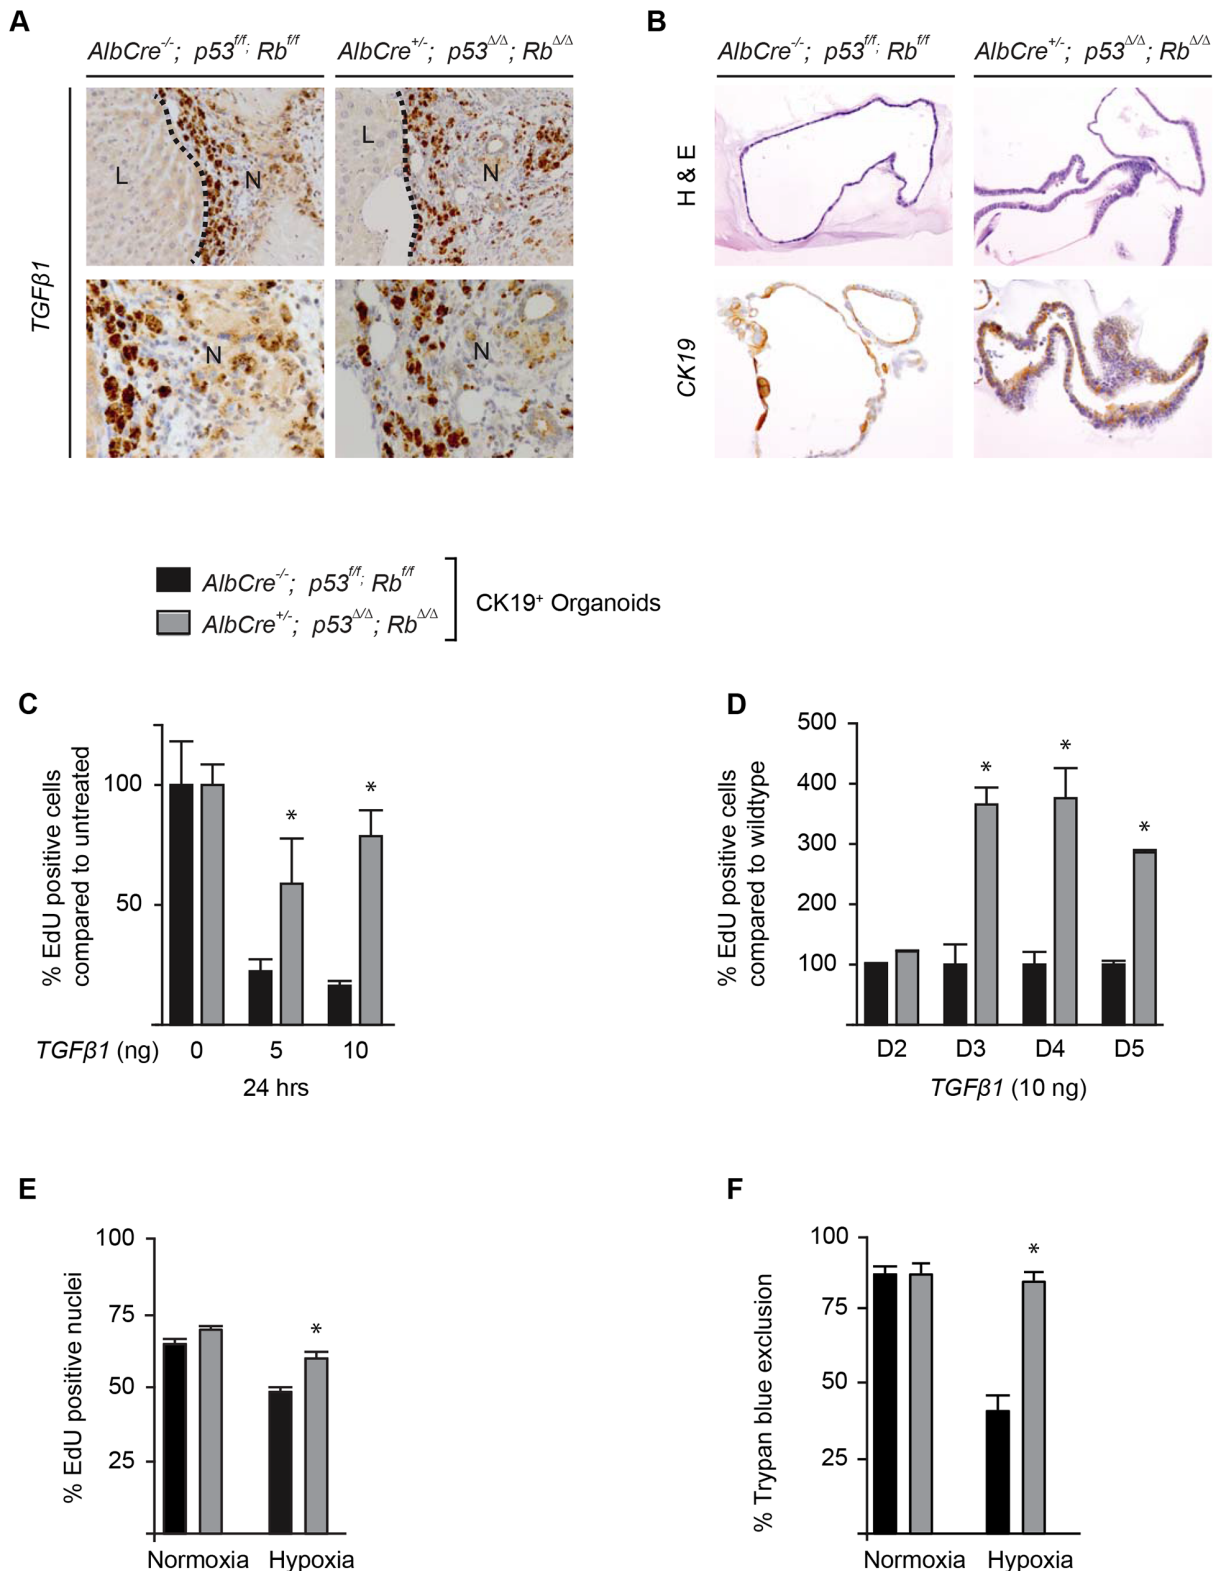 A
B
AlbCre-/-; p53f/f; Rbf/f
AlbCre+/-; p53Δ/Δ; RbΔ/Δ
AlbCre-/-; p53f/f; Rbf/f
AlbCre+/-; p53Δ/Δ; RbΔ/Δ
TGFβ1
L
N
L
N
N
N
H & E
CK19
AlbCre-/-; p53f/f; Rbf/f
AlbCre+/-; p53Δ/Δ; RbΔ/Δ
CK19+ Organoids
C
% EdU positive cells
compared to untreated
100
50
*
*
TGFβ1 (ng) 0 5 10
24 hrs
D
% EdU positive cells
compared to wildtype
500
400
300
200
100
*
*
*
D2 D3 D4 D5
TGFβ1 (10 ng)
E
% EdU positive nuclei
100
75
50
25
*
Normoxia Hypoxia
F
% Trypan blue exclusion
100
75
50
25
*
Normoxia Hypoxia